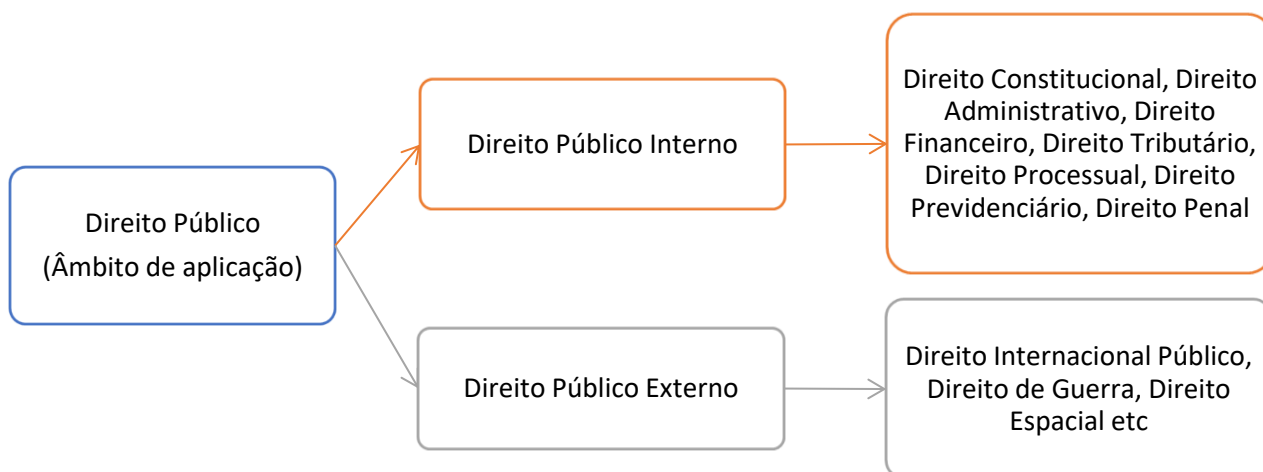 Direito Público
(Âmbito de aplicação)
Direito Público Interno
Direito Constitucional, Direito
Administrativo, Direito
Financeiro, Direito Tributário,
Direito Processual, Direito
Previdenciário, Direito Penal
Direito Público Externo
Direito Internacional Público,
Direito de Guerra, Direito
Espacial etc